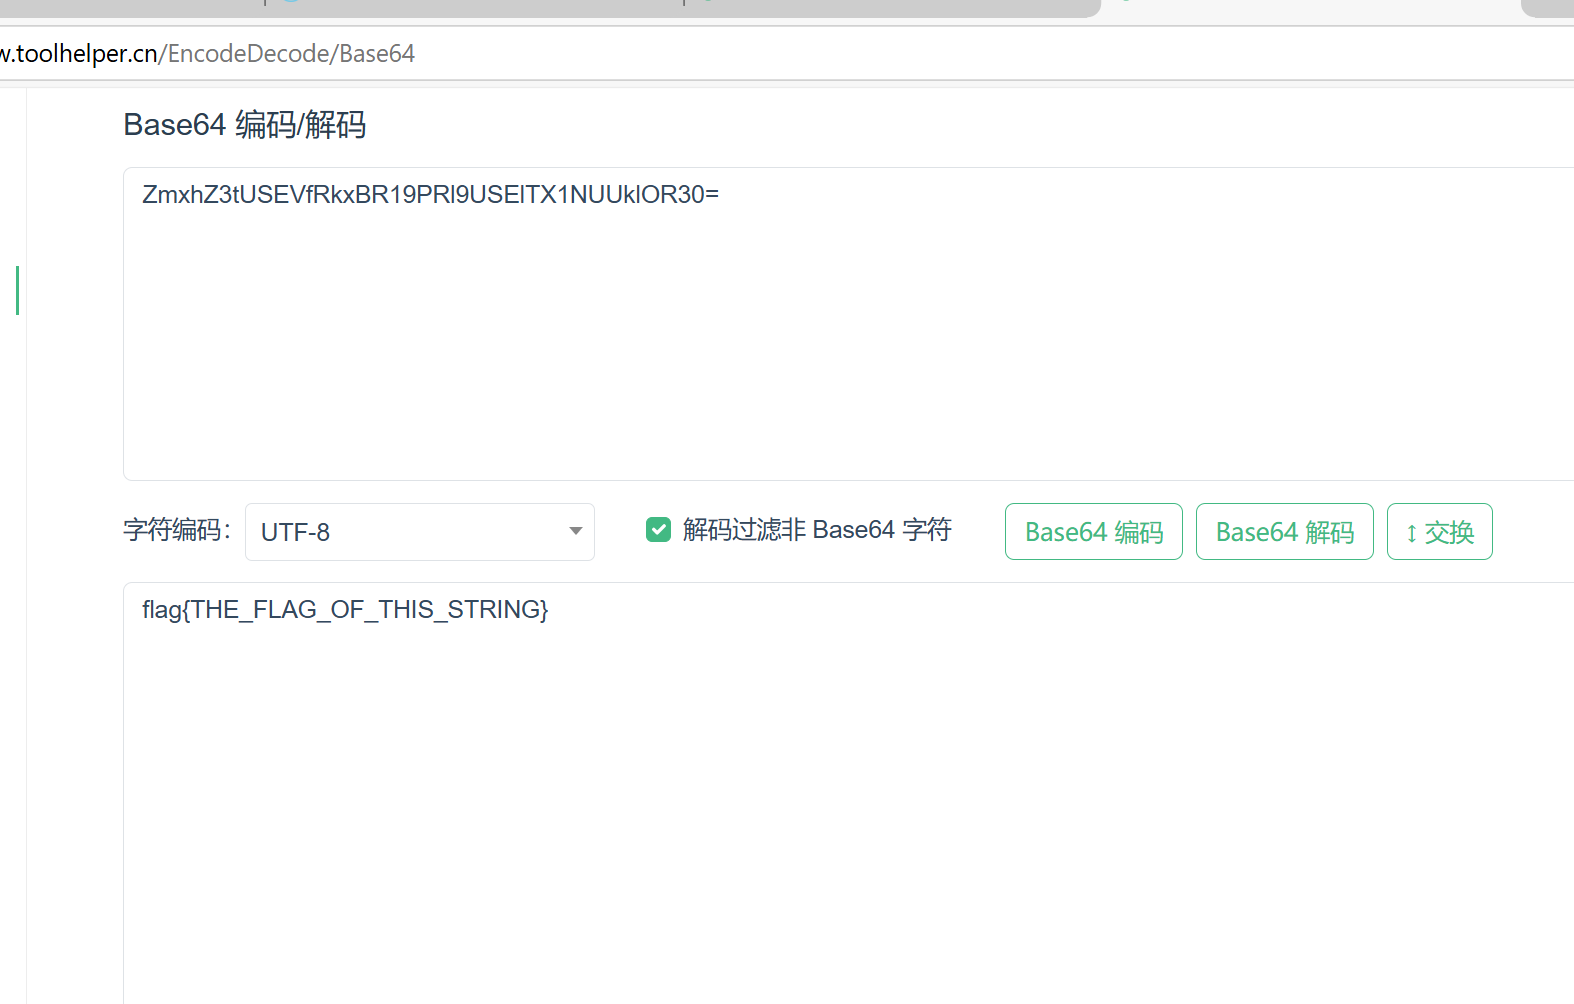 w.toolhelper.cn/EncodeDecode/Base64
Base64 编码/解码
ZmxhZ3tUSEVfRkxBR19PRl9USElTX1NUUklOR30=
字符编码： UTF-8 解码过滤非 Base64 字符 Base64 编码 Base64 解码 ↕ 交换
flag{THE_FLAG_OF_THIS_STRING}